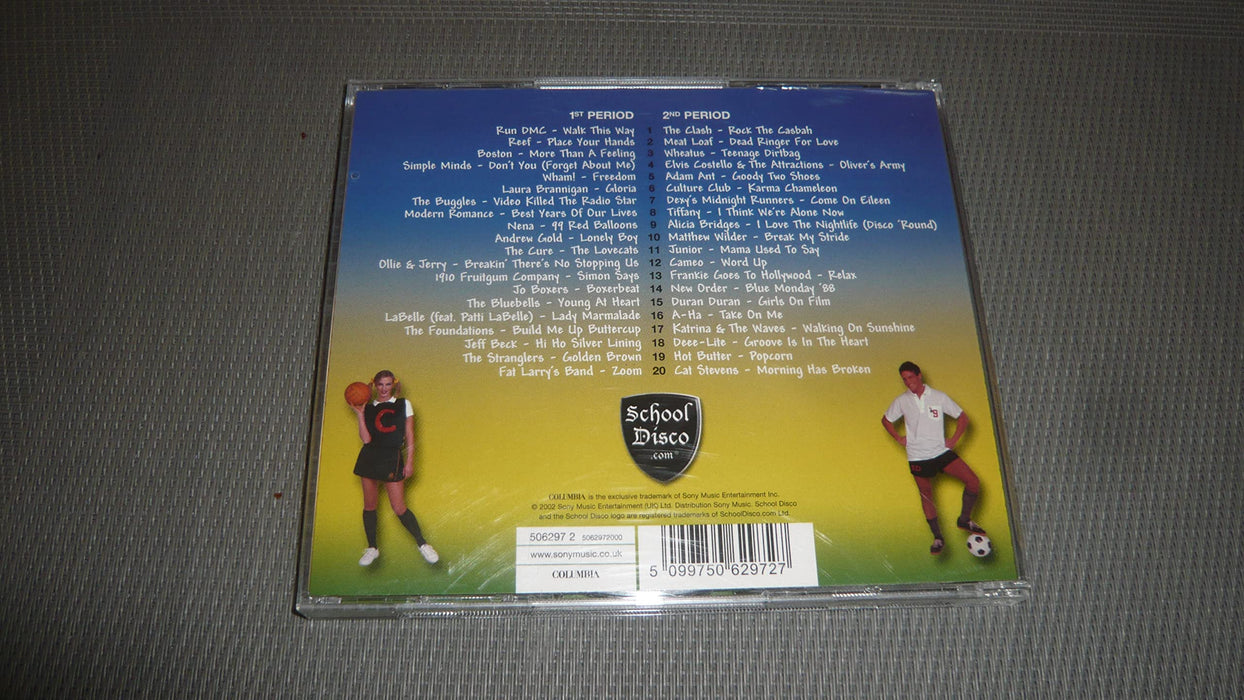 1ST PERIOD 2ND PERIOD
Run DMC - Walk This Way 1 The Clash - Rock The Casbah
Reef - Place Your Hands 2 Meat Loaf - Dead Ringer For Love
Boston - More Than A Feeling 3 Wheatus - Teenage Dirtbag
Simple Minds - Don't You (Forget About Me) 4 Elvis Costello & The Attractions - Oliver's Army
Wham! - Freedom 5 Adam Ant - Goody Two Shoes
Laura Brannigan - Gloria 6 Culture Club - Karma Chameleon
The Buggles - Video Killed The Radio Star 7 Dexy's Midnight Runners - Come On Eileen
Modern Romance - Best Years Of Our Lives 8 Tiffany - I Think We're Alone Now
Nena - 99 Red Balloons 9 Alicia Bridges - I Love The Nightlife (Disco 'Round)
Andrew Gold - Lonely Boy 10 Matthew Wilder - Break My Stride
The Cure - The Lovecats 11 Junior - Mama Used To Say
Ollie & Jerry - Breakin' There's No Stopping Us 12 Cameo - Word Up
1910 Fruitgum Company - Simon Says 13 Frankie Goes To Hollywood - Relax
Jo Boxers - Boxerbeat 14 New Order - Blue Monday '88
The Bluebells - Young At Heart 15 Duran Duran - Girls On Film
LaBelle (feat. Patti LaBelle) - Lady Marmalade 16 A-Ha - Take On Me
The Foundations - Build Me Up Buttercup 17 Katrina & The Waves - Walking On Sunshine
Jeff Beck - Hi Ho Silver Lining 18 Deee-Lite - Groove Is In The Heart
The Stranglers - Golden Brown 19 Hot Butter - Popcorn
Fat Larry's Band - Zoom 20 Cat Stevens - Morning Has Broken
C
School
Disco
.com
COLUMBIA is the exclusive trademark of Sony Music Entertainment Inc.
© 2002 Sony Music Entertainment (UK) Ltd. Distribution Sony Music. School Disco
and the School Disco logo are registered trademarks of SchoolDisco.com Ltd.
506297 2 5062972000
www.sonymusic.co.uk
COLUMBIA
5 099750 629727